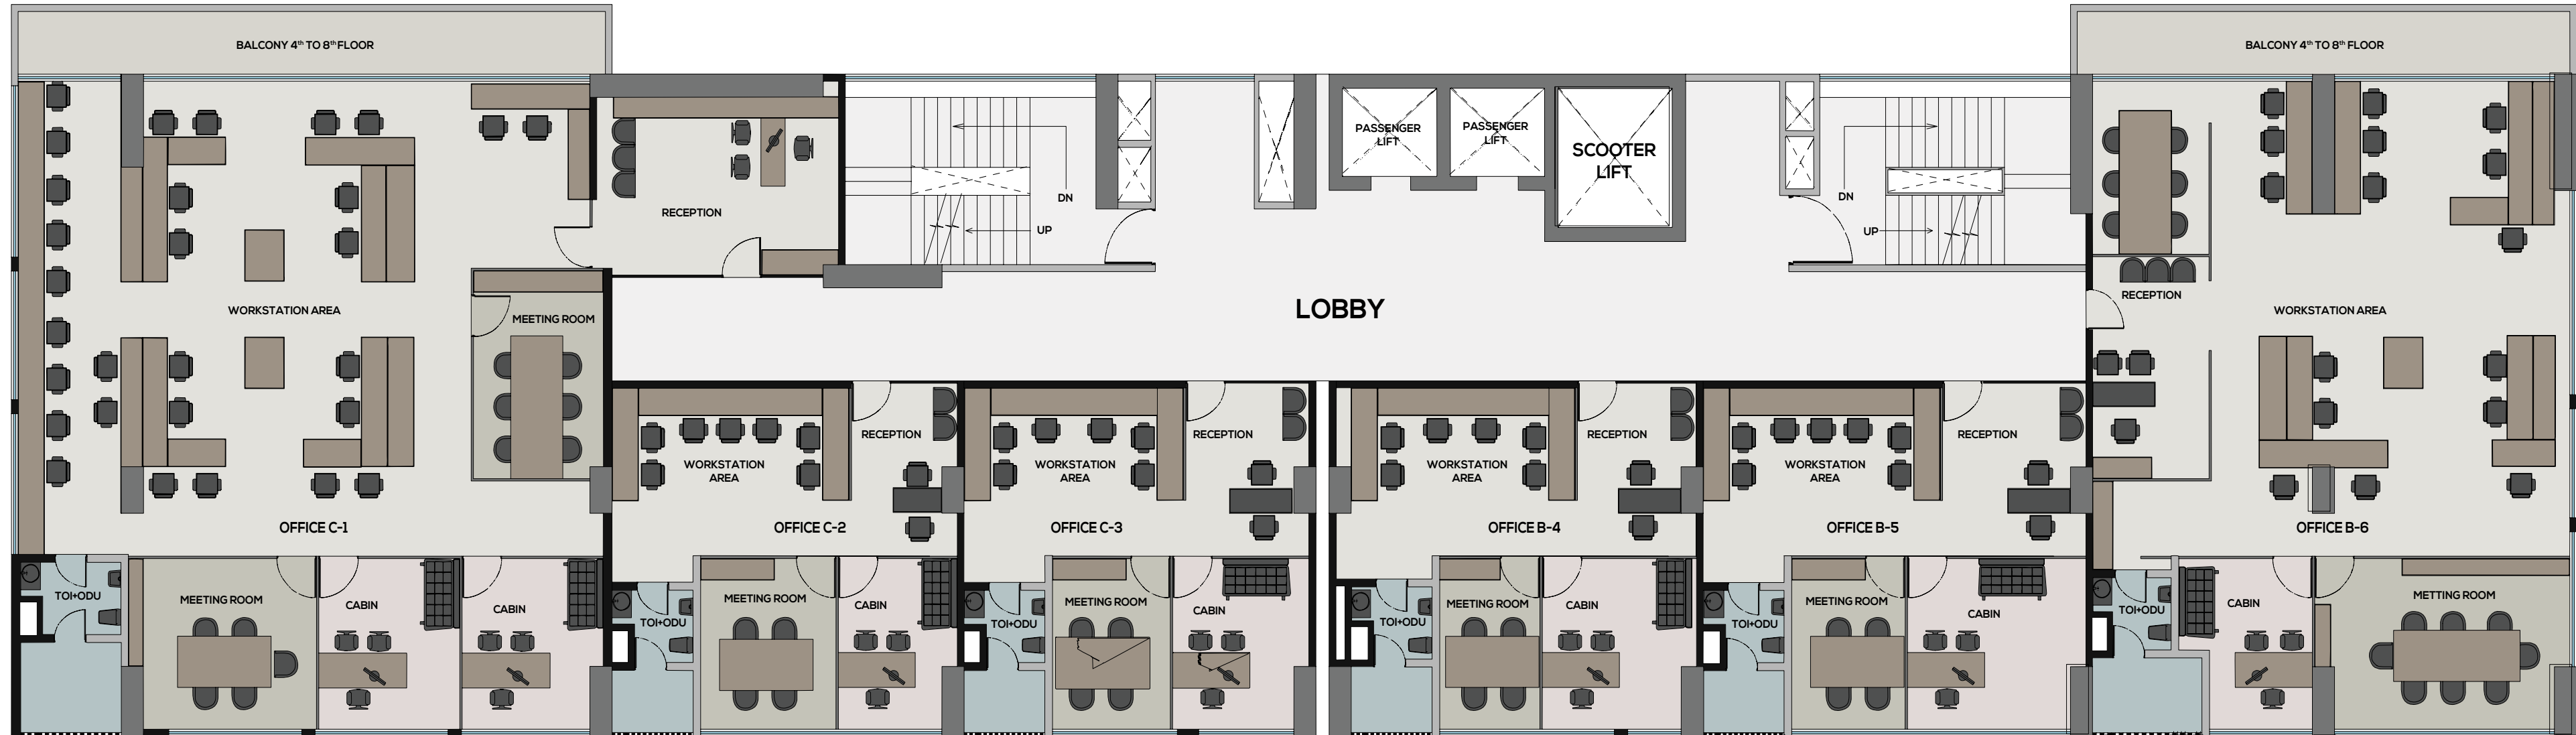 BALCONY 4th TO 8th FLOOR
BALCONY 4th TO 8th FLOOR
PASSENGER
LIFT
PASSENGER
LIFT
SCOOTER
LIFT
RECEPTION
DN
UP
DN
UP
LOBBY
WORKSTATION AREA
MEETING ROOM
RECEPTION
WORKSTATION AREA
WORKSTATION
AREA
RECEPTION
WORKSTATION
AREA
RECEPTION
WORKSTATION
AREA
RECEPTION
WORKSTATION
AREA
RECEPTION
OFFICE C-1
OFFICE C-2
OFFICE C-3
OFFICE B-4
OFFICE B-5
OFFICE B-6
TOI+ODU
MEETING ROOM
CABIN
CABIN
TOI+ODU
MEETING ROOM
CABIN
TOI+ODU
MEETING ROOM
CABIN
TOI+ODU
MEETING ROOM
CABIN
TOI+ODU
MEETING ROOM
CABIN
TOI+ODU
CABIN
METTING ROOM